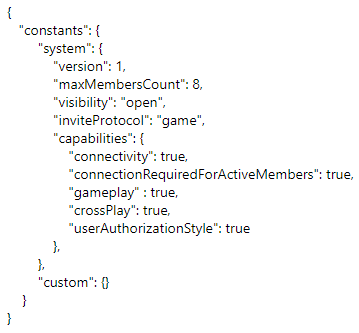 {
    "constants": {
        "system": {
            "version": 1,
            "maxMembersCount": 8,
            "visibility": "open",
            "inviteProtocol": "game",
            "capabilities": {
                "connectivity": true,
                "connectionRequiredForActiveMembers": true,
                "gameplay" : true,
                "crossPlay": true,
                "userAuthorizationStyle": true
            },
        },
        "custom": {}
    }
}